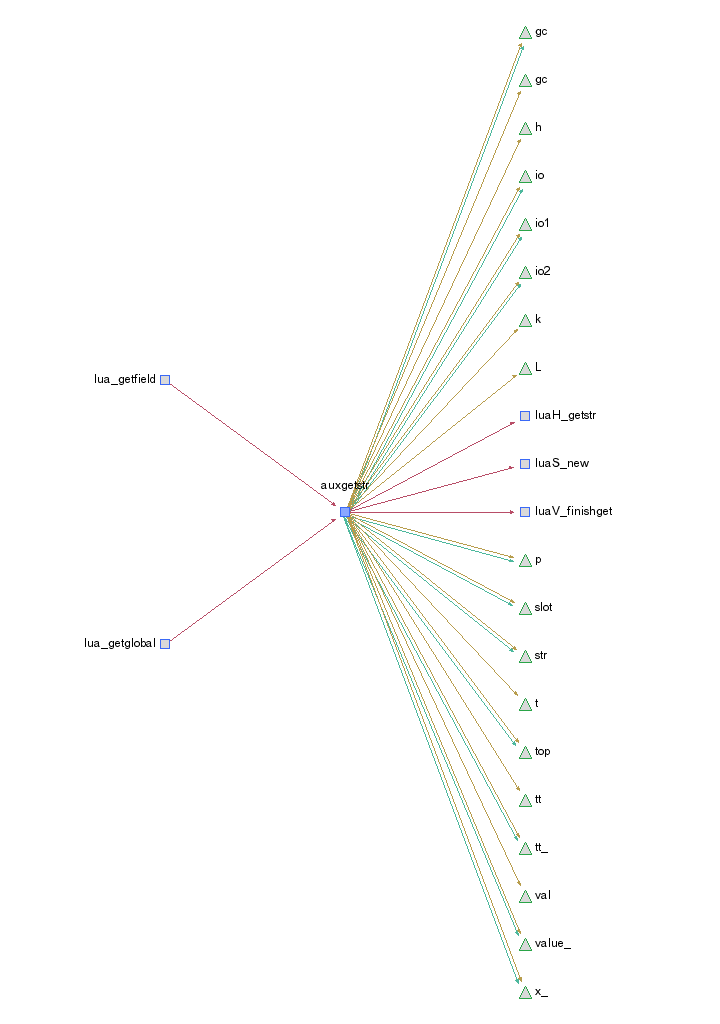 gc
gc
h
io
io1
io2
k
L
lua_getfield
luaH_getstr
luaS_new
auxgetstr
luaV_finishget
p
slot
lua_getglobal
str
t
top
tt
tt_
val
value_
x_